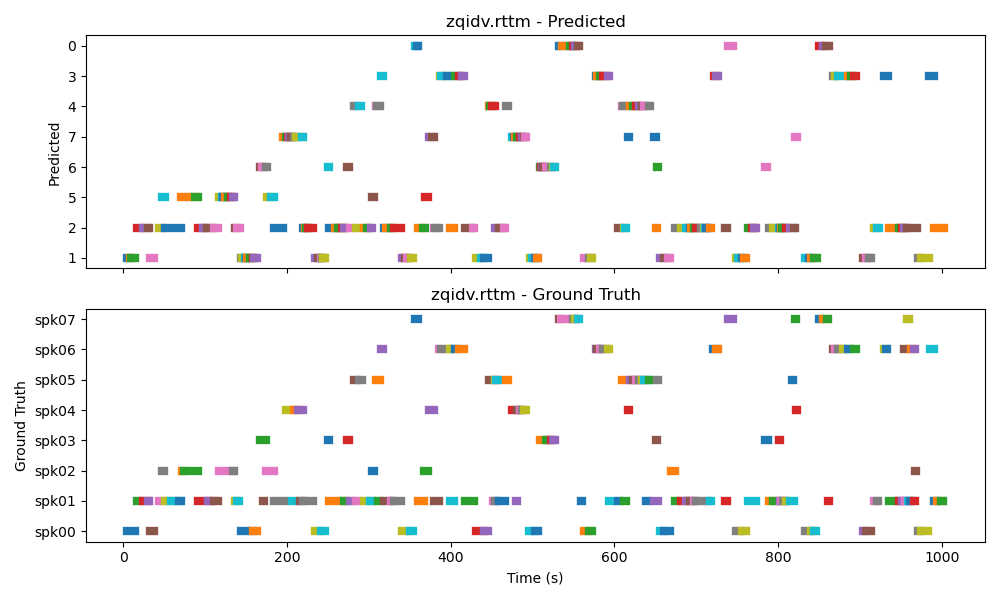 zqidv.rttm - Predicted
Predicted
0
3
4
7
6
5
2
1
zqidv.rttm - Ground Truth
Ground Truth
spk07
spk06
spk05
spk04
spk03
spk02
spk01
spk00
0 200 400 600 800 1000
Time (s)